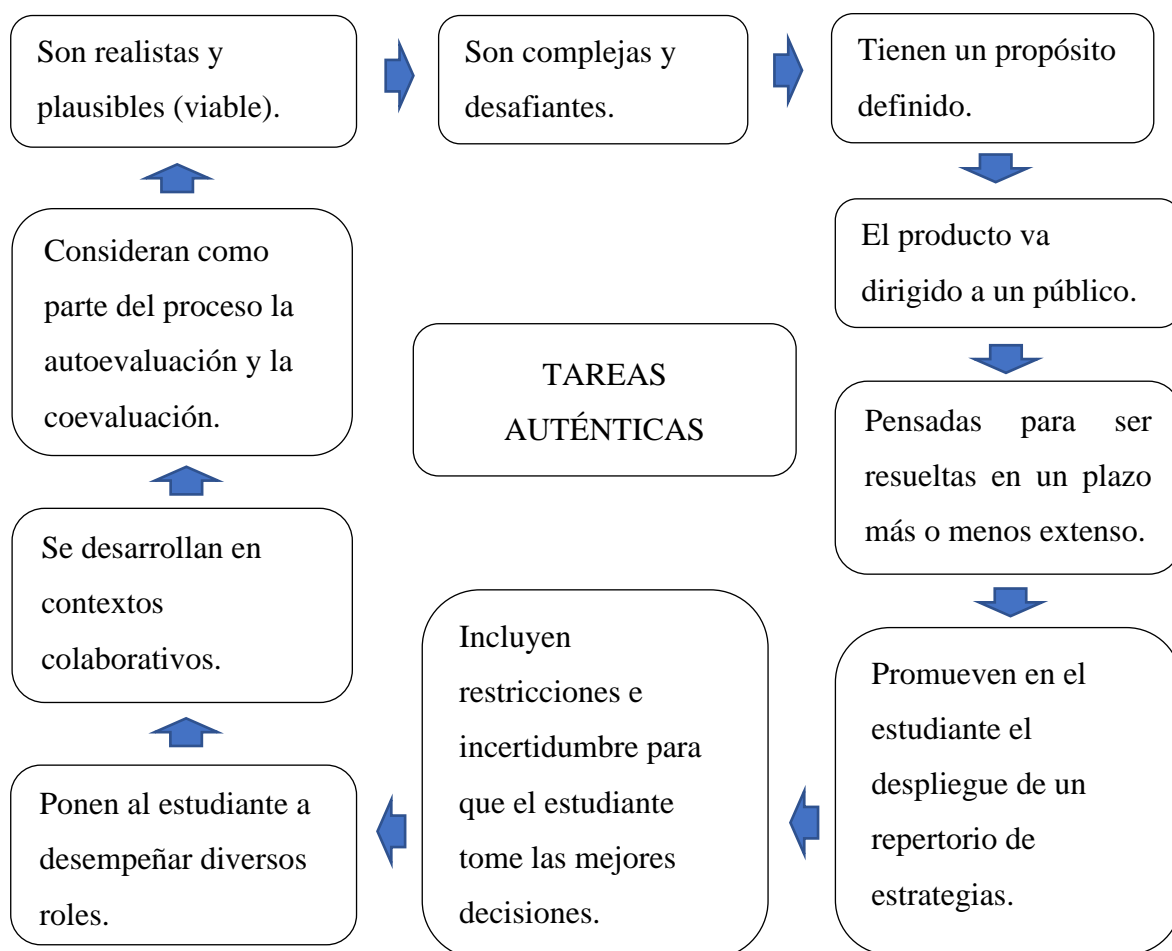 Son realistas y
plausibles (viable).
Son complejas y
desafiantes.
Tienen un propósito
definido.
El producto va
dirigido a un público.
Pensadas para ser
resueltas en un plazo
más o menos extenso.
Promueven en el
estudiante el
despliegue de un
repertorio de
estrategias.
Incluyen
restricciones e
incertidumbre para
que el estudiante
tome las mejores
decisiones.
Ponen al estudiante a
desempeñar diversos
roles.
Se desarrollan en
contextos
colaborativos.
Consideran como
parte del proceso la
autoevaluación y la
coevaluación.
TAREAS
AUTÉNTICAS